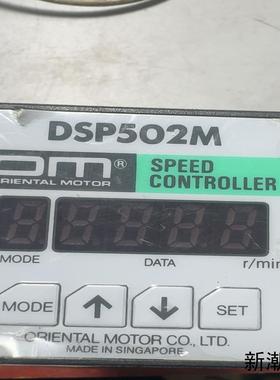 DSP502M
OM®
ORIENTAL MOTOR
SPEED
CONTROLLER
MODE DATA r/min
MODE ↑ ↓ SET
ORIENTAL MOTOR CO., LTD.
MADE IN SINGAPORE
新潮